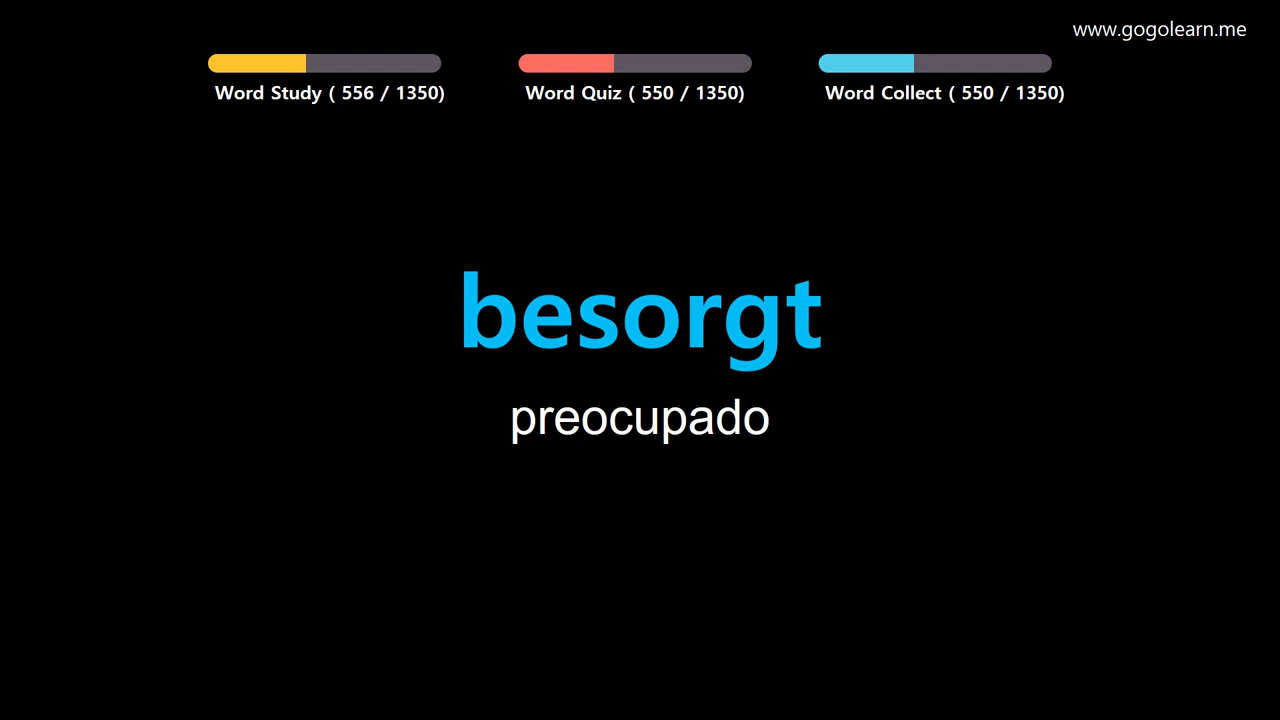 www.gogolearn.me
Word Study ( 556 / 1350)
Word Quiz ( 550 / 1350)
Word Collect ( 550 / 1350)
besorgt
preocupado